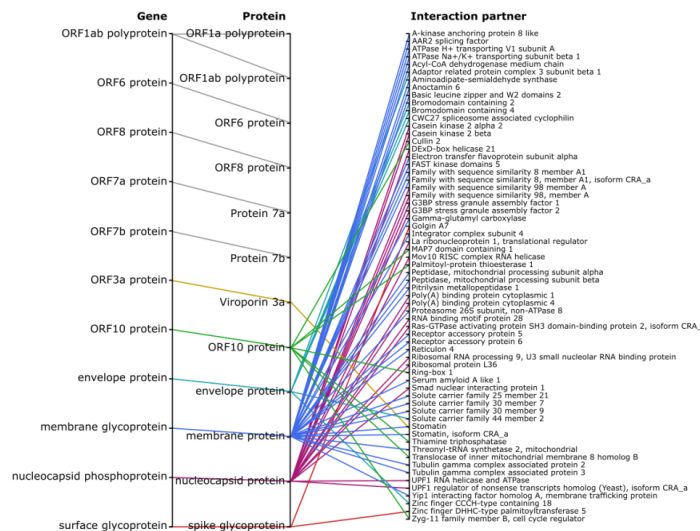 Gene
Protein
Interaction partner
ORF1ab polyprotein
ORF6 protein
ORF8 protein
ORF7a protein
ORF7b protein
ORF3a protein
ORF10 protein
envelope protein
membrane glycoprotein
nucleocapsid phosphoprotein
surface glycoprotein
ORF1a polyprotein
ORF1ab polyprotein
ORF6 protein
ORF8 protein
Protein 7a
Protein 7b
Viroporin 3a
ORF10 protein
envelope protein
membrane protein
nucleocapsid protein
spike glycoprotein
A-kinase anchoring protein 8 like
AAR2 splicing factor
ATPase H+ transporting V1 subunit A
ATPase Na+/K+ transporting subunit beta 1
Acyl-CoA dehydrogenase medium chain
Adaptor related protein complex 3 subunit beta 1
Aminoadipate-semialdehyde synthase
Anoctamin 6
Basic leucine zipper and W2 domains 2
Bromodomain containing 2
Bromodomain containing 4
CWC27 spliceosome associated cyclophilin
Casein kinase 2 alpha 2
Casein kinase 2 beta
Cullin 2
DExD-box helicase 21
Electron transfer flavoprotein subunit alpha
FAST kinase domains 5
Family with sequence similarity 8 member A1
Family with sequence similarity 8, member A1, isoform CRA_a
Family with sequence similarity 98 member A
Family with sequence similarity 98, member A
G3BP stress granule assembly factor 1
G3BP stress granule assembly factor 2
Gamma-glutamyl carboxylase
Golgin A7
Integrator complex subunit 4
La ribonucleoprotein 1, translational regulator
MAP7 domain containing 1
Mov10 RISC complex RNA helicase
Palmitoyl-protein thioesterase 1
Peptidase, mitochondrial processing subunit alpha
Peptidase, mitochondrial processing subunit beta
Pitrilysin metallopeptidase 1
Poly(A) binding protein cytoplasmic 1
Poly(A) binding protein cytoplasmic 4
Proteasome 26S subunit, non-ATPase 8
RNA binding motif protein 28
Ras-GTPase activating protein SH3 domain-binding protein 2, isoform CRA_
Receptor accessory protein 5
Receptor accessory protein 6
Reticulon 4
Ribosomal RNA processing 9, U3 small nucleolar RNA binding protein
Ribosomal protein L36
Ring-box 1
Serum amyloid A like 1
Smad nuclear interacting protein 1
Solute carrier family 25 member 21
Solute carrier family 30 member 7
Solute carrier family 30 member 9
Solute carrier family 44 member 2
Stomatin
Stomatin, isoform CRA_a
Thiamine triphosphatase
Threonyl-tRNA synthetase 2, mitochondrial
Translocase of inner mitochondrial membrane 8 homolog B
Tubulin gamma complex associated protein 2
Tubulin gamma complex associated protein 3
UPF1 RNA helicase and ATPase
UPF1 regulator of nonsense transcripts homolog (Yeast), isoform CRA_a
Yip1 interacting factor homolog A, membrane trafficking protein
Zinc finger CCCH-type containing 18
Zinc finger DHHC-type palmitoyltransferase 5
Zyg-11 family member B, cell cycle regulator